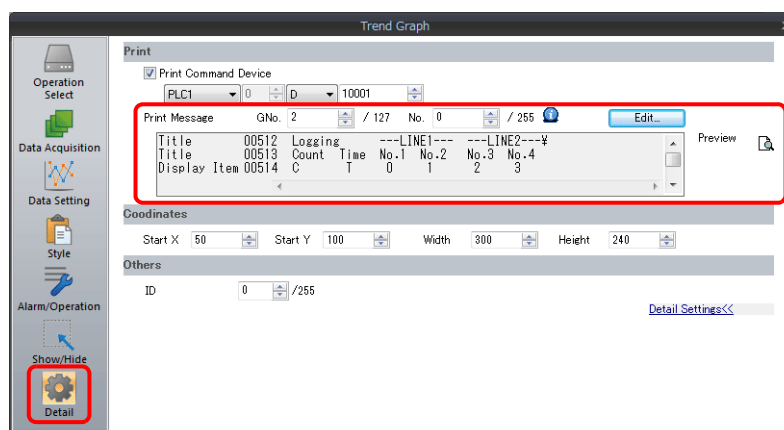 Trend Graph
Operation
Select
Data Acquisition
Data Setting
Style
Alarm/Operation
Show/Hide
Detail
Print
Print Command Device
PLC1 0 D 10001
Print Message GNo. 2 / 127 No. 0 / 255 Edit...
Title 00512 Logging ---LINE1--- ---LINE2---¥
Title 00513 Count Time No.1 No.2 No.3 No.4
Display Item 00514 C T 0 1 2 3
Preview
Coodinates
Start X 50 Start Y 100 Width 300 Height 240
Others
ID 0 /255
Detail Settings<<